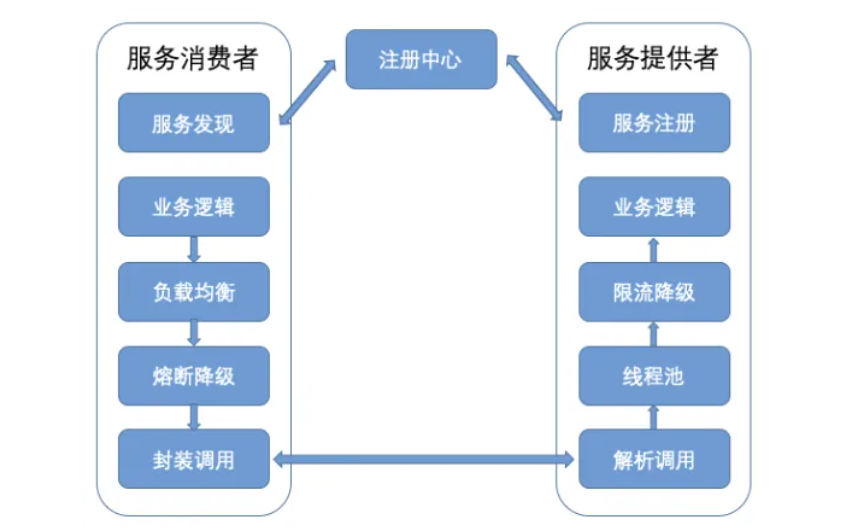 服务消费者
服务发现
业务逻辑
负载均衡
熔断降级
封装调用
注册中心
服务提供者
服务注册
业务逻辑
限流降级
线程池
解析调用